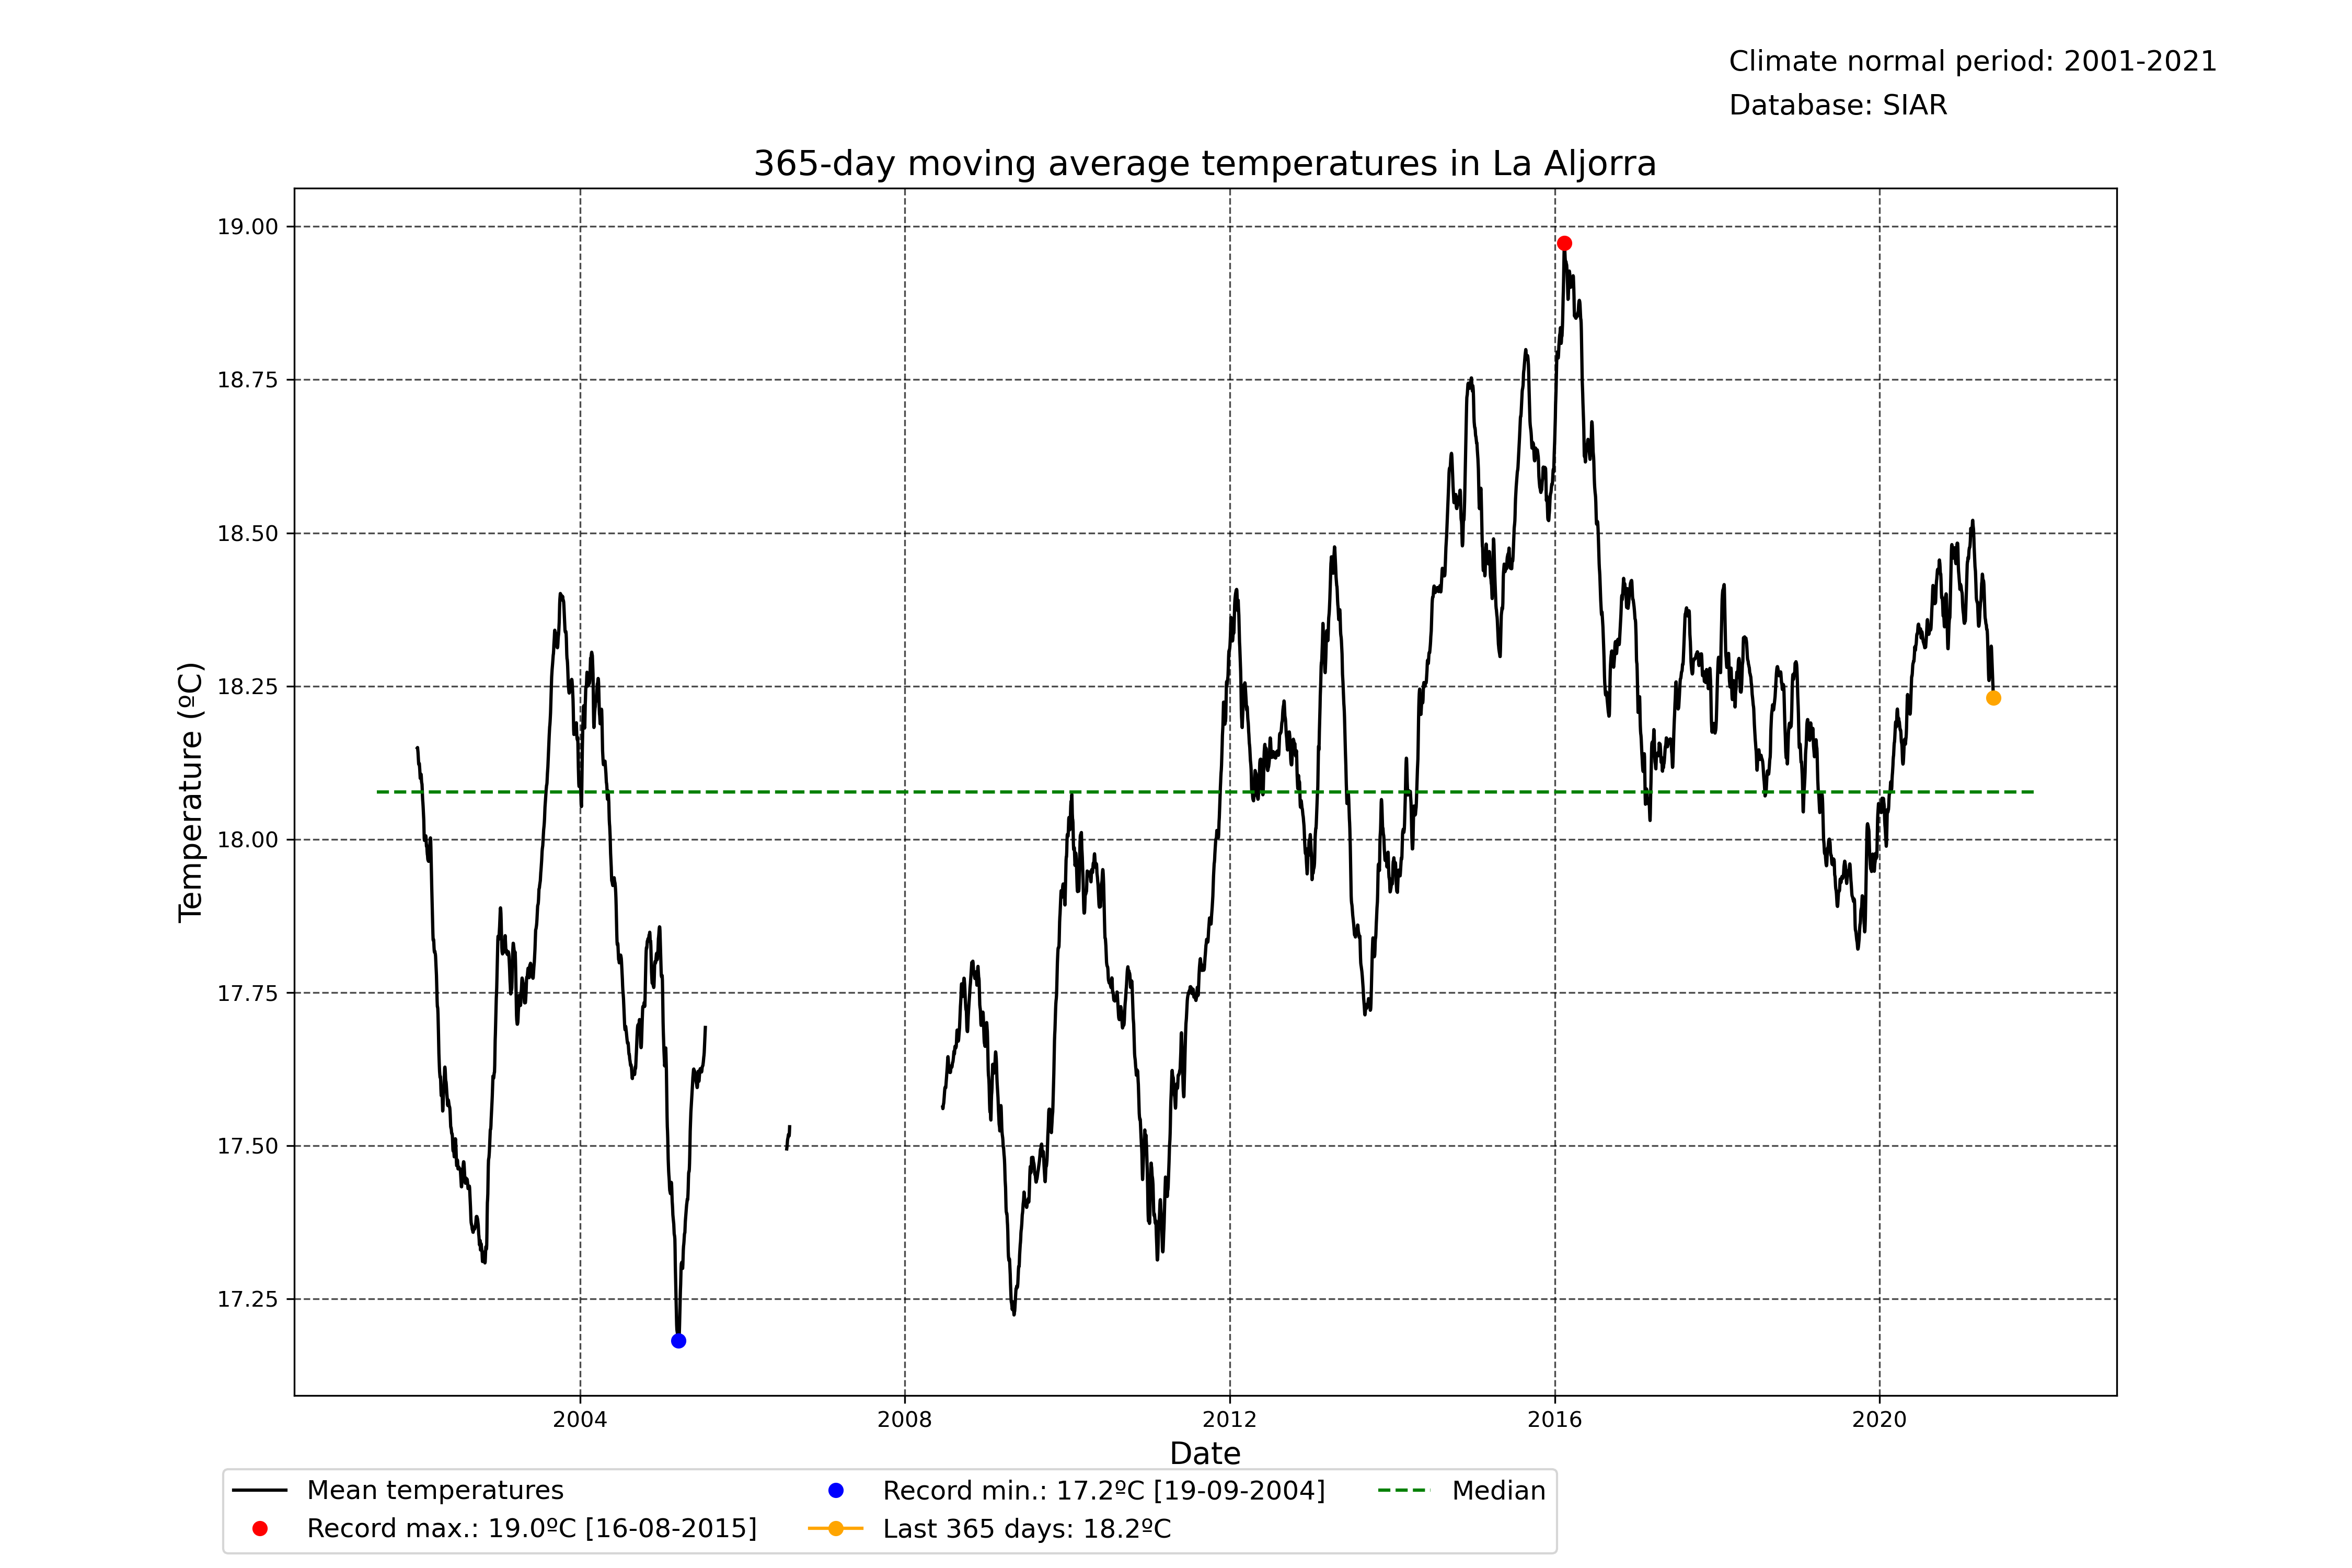 Climate normal period: 2001-2021
Database: SIAR
365-day moving average temperatures in La Aljorra
19.00
18.75
18.50
18.25
18.00
17.75
17.50
17.25
Temperature (ºC)
2004 2008 2012 2016 2020
Date
Mean temperatures
Record max.: 19.0ºC [16-08-2015]
Record min.: 17.2ºC [19-09-2004]
Last 365 days: 18.2ºC
Median